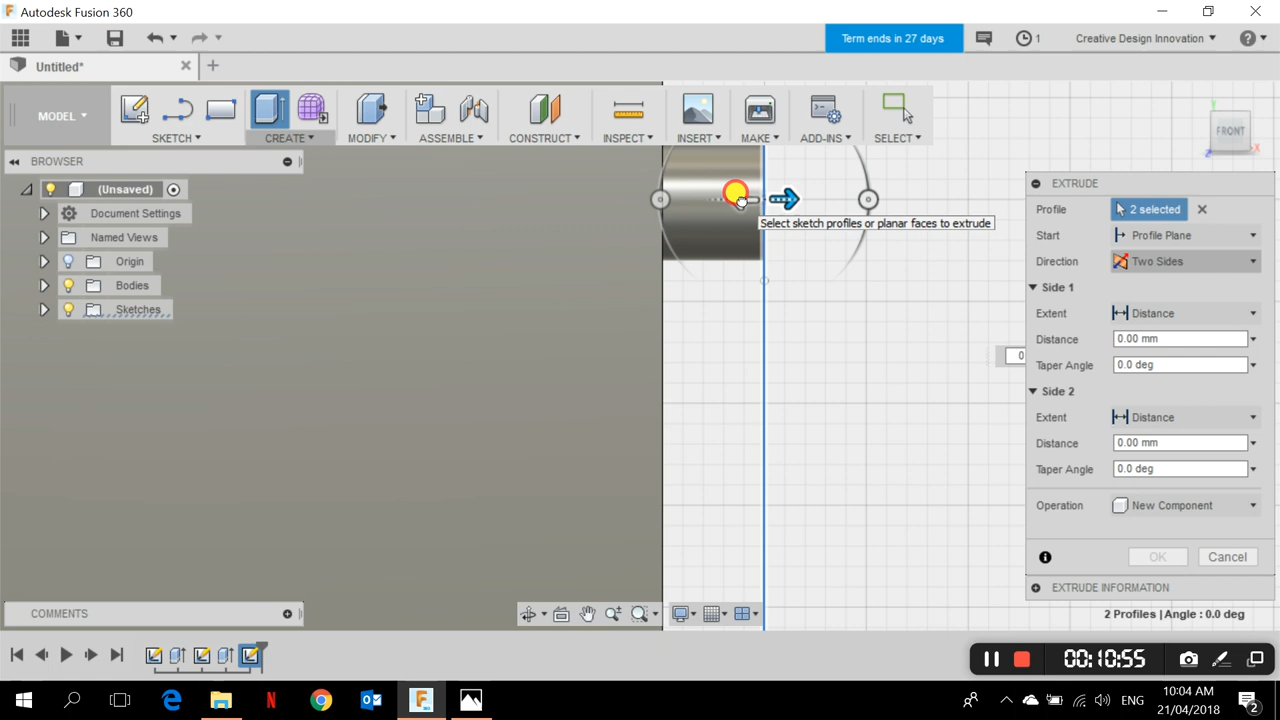 Autodesk Fusion 360
Term ends in 27 days
1
Creative Design Innovation
Untitled*
MODEL
SKETCH
CREATE
MODIFY
ASSEMBLE
CONSTRUCT
INSPECT
INSERT
MAKE
ADD-INS
SELECT
FRONT
Y
X
Z
BROWSER
(Unsaved)
Document Settings
Named Views
Origin
Bodies
Sketches
Select sketch profiles or planar faces to extrude
0
EXTRUDE
Profile 2 selected
Start Profile Plane
Direction Two Sides
Side 1
Extent Distance
Distance 0.00 mm
Taper Angle 0.0 deg
Side 2
Extent Distance
Distance 0.00 mm
Taper Angle 0.0 deg
Operation New Component
OK Cancel
EXTRUDE INFORMATION
COMMENTS
2 Profiles | Angle : 0.0 deg
00:10:55
ENG
10:04 AM
21/04/2018
2